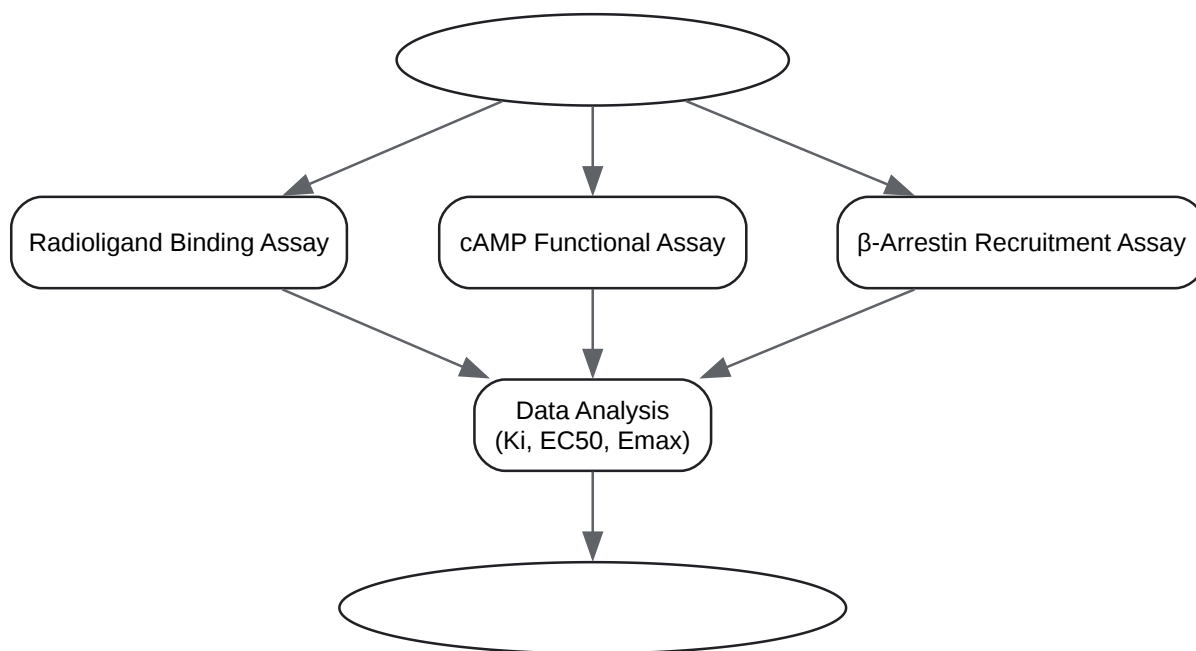 Radioligand Binding Assay
cAMP Functional Assay
β-Arrestin Recruitment Assay
Data Analysis
(Ki, EC50, Emax)